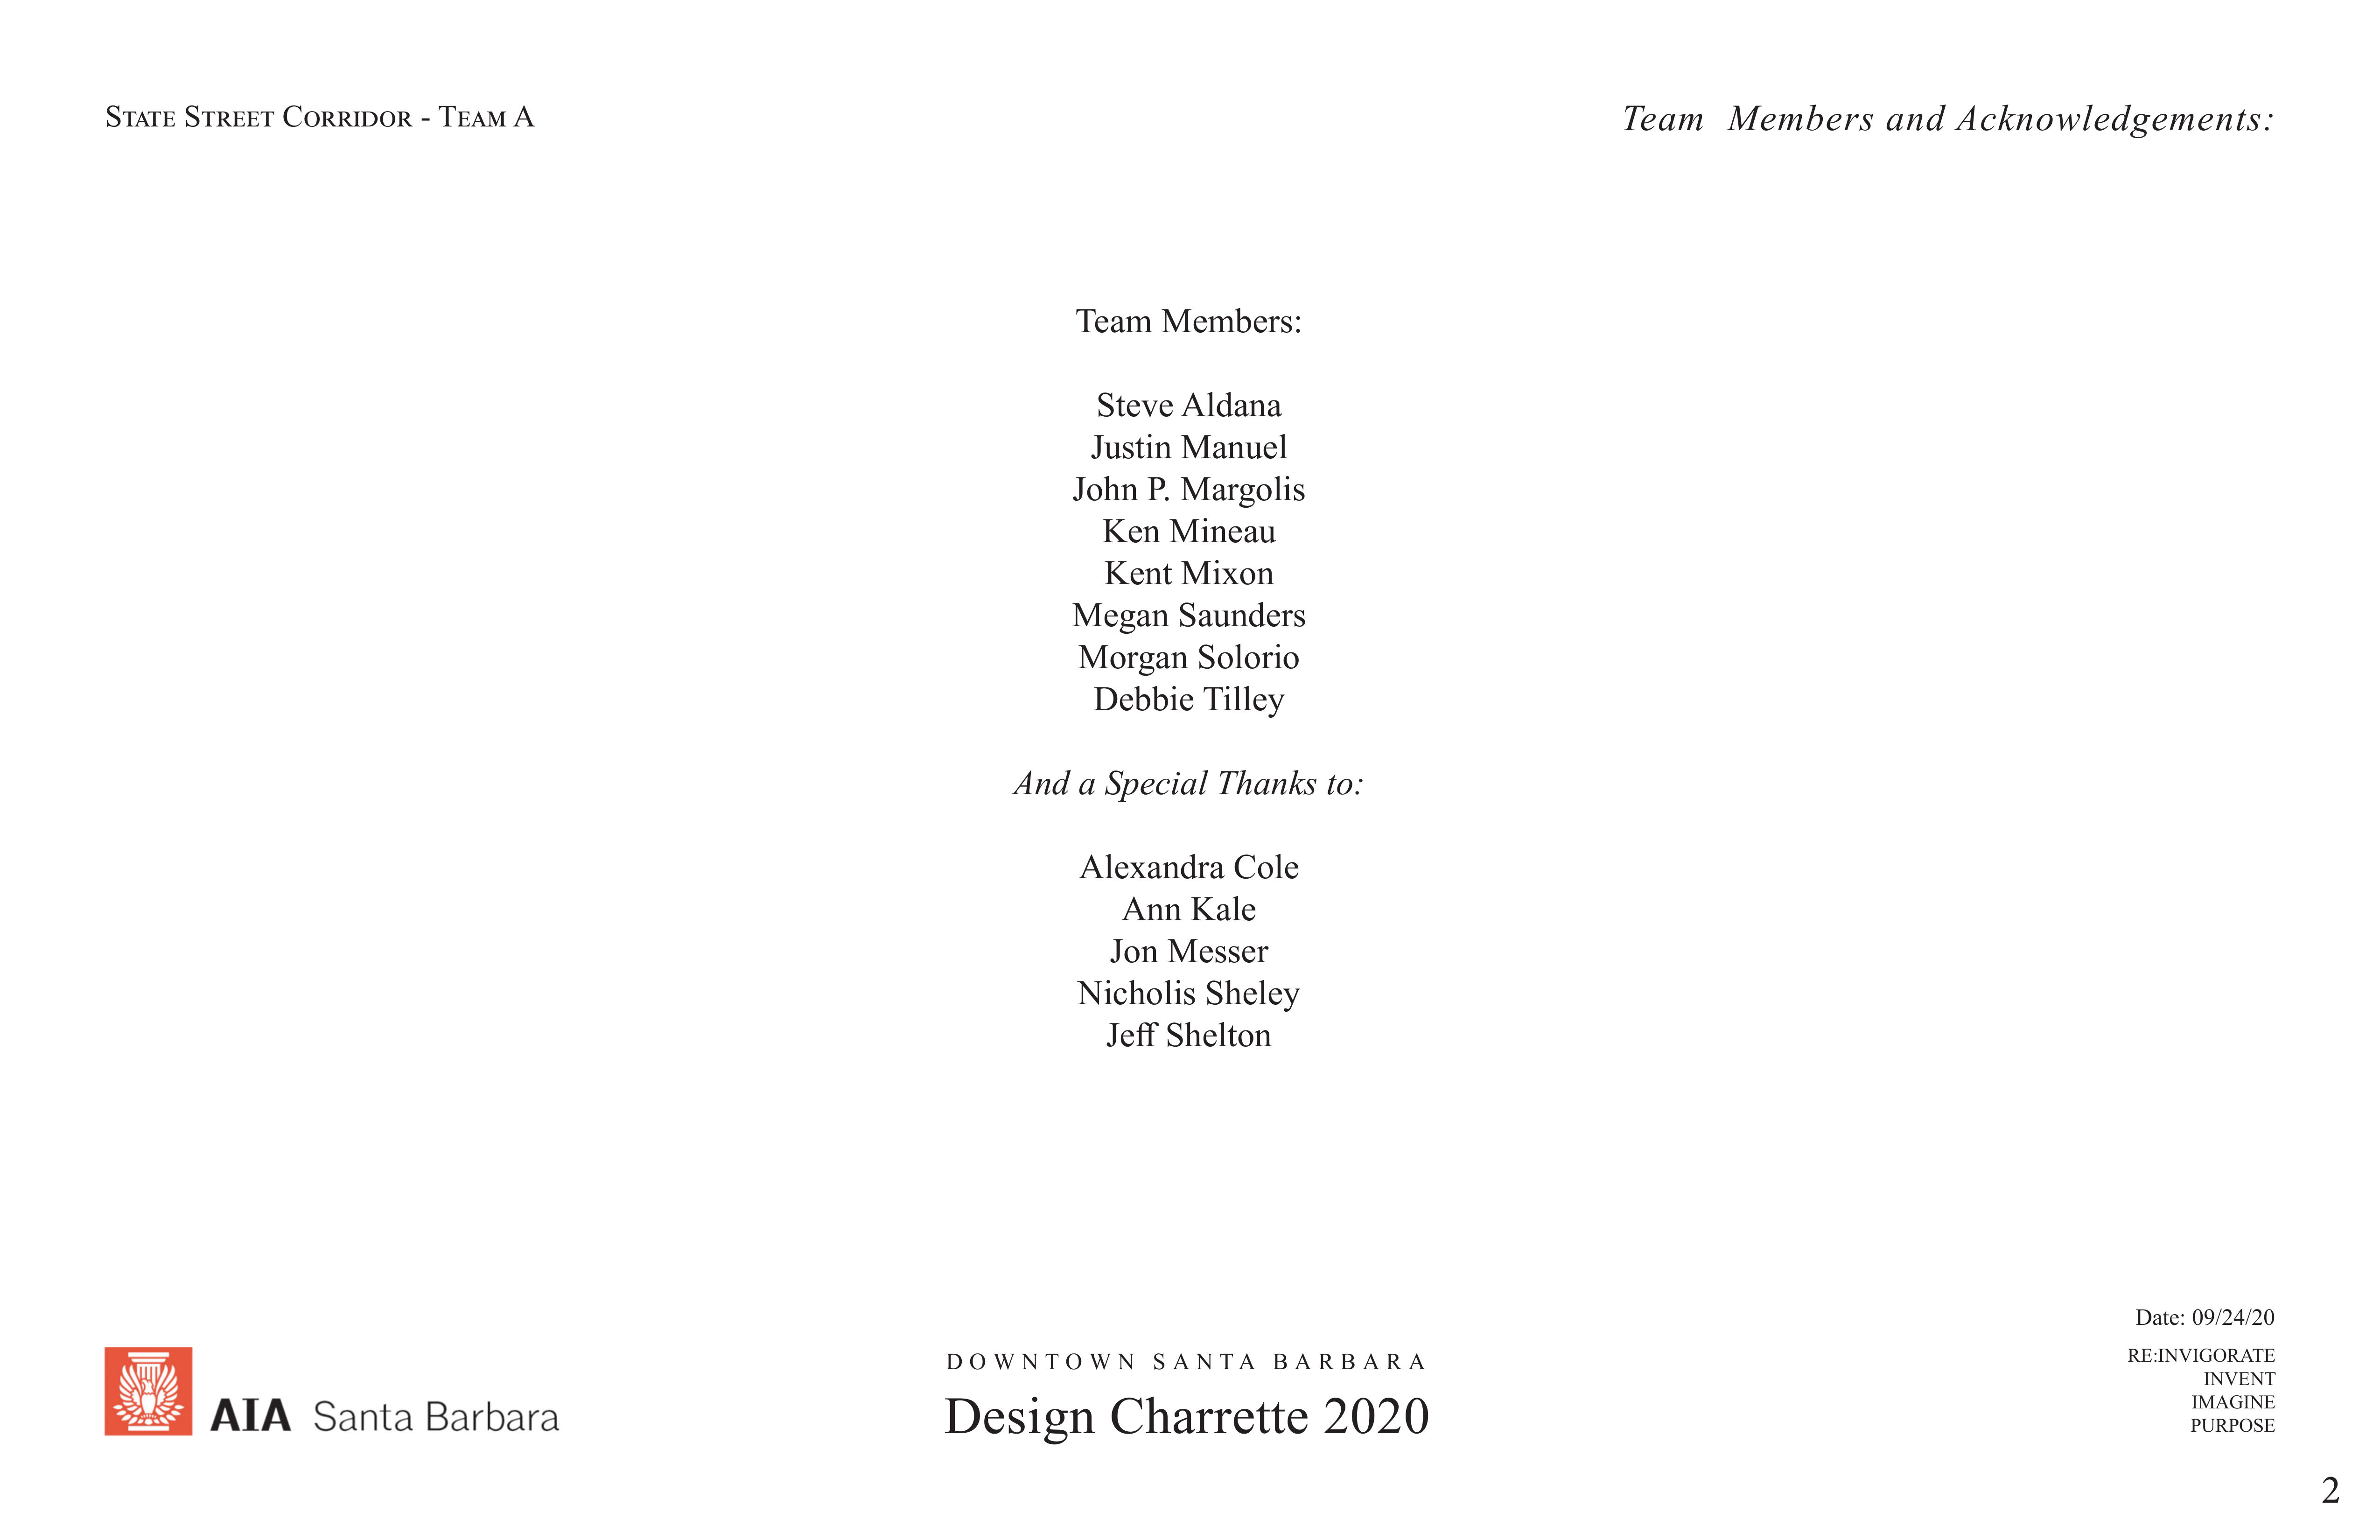 State Street Corridor - Team A
Team Members and Acknowledgements:
Team Members:
Steve Aldana
Justin Manuel
John P. Margolis
Ken Mineau
Kent Mixon
Megan Saunders
Morgan Solorio
Debbie Tilley
And a Special Thanks to:
Alexandra Cole
Ann Kale
Jon Messer
Nicholis Sheley
Jeff Shelton
AIA Santa Barbara
DOWNTOWN SANTA BARBARA
Design Charrette 2020
Date: 09/24/20
RE:INVIGORATE
INVENT
IMAGINE
PURPOSE
2